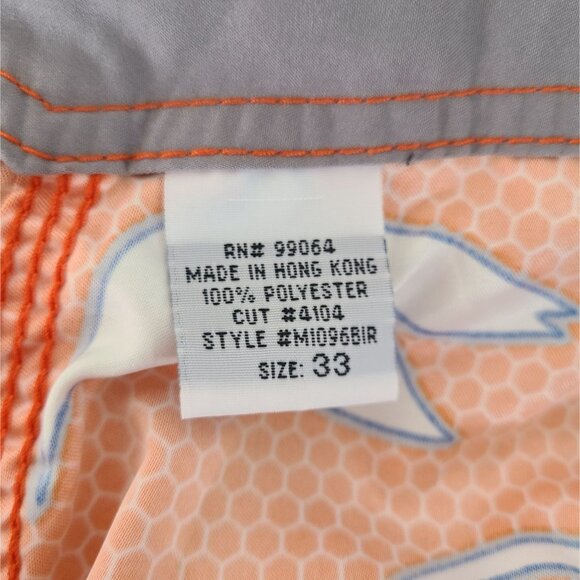 RN# 99064
MADE IN HONG KONG
100% POLYESTER
CUT #4104
STYLE #M1096BIR
SIZE: 33